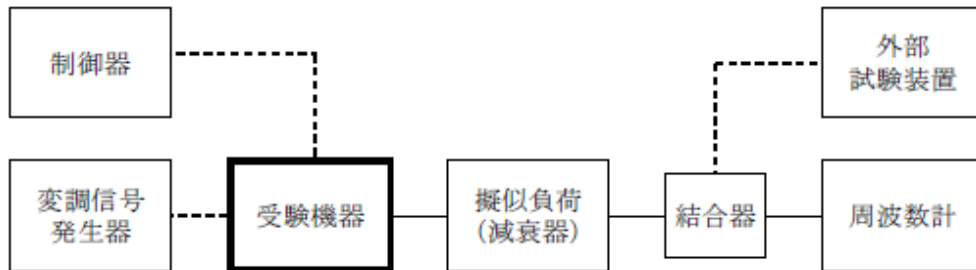 制御器
外部
試験装置
変調信号
発生器
受験機器
擬似負荷
（減衰器）
結合器
周波数計